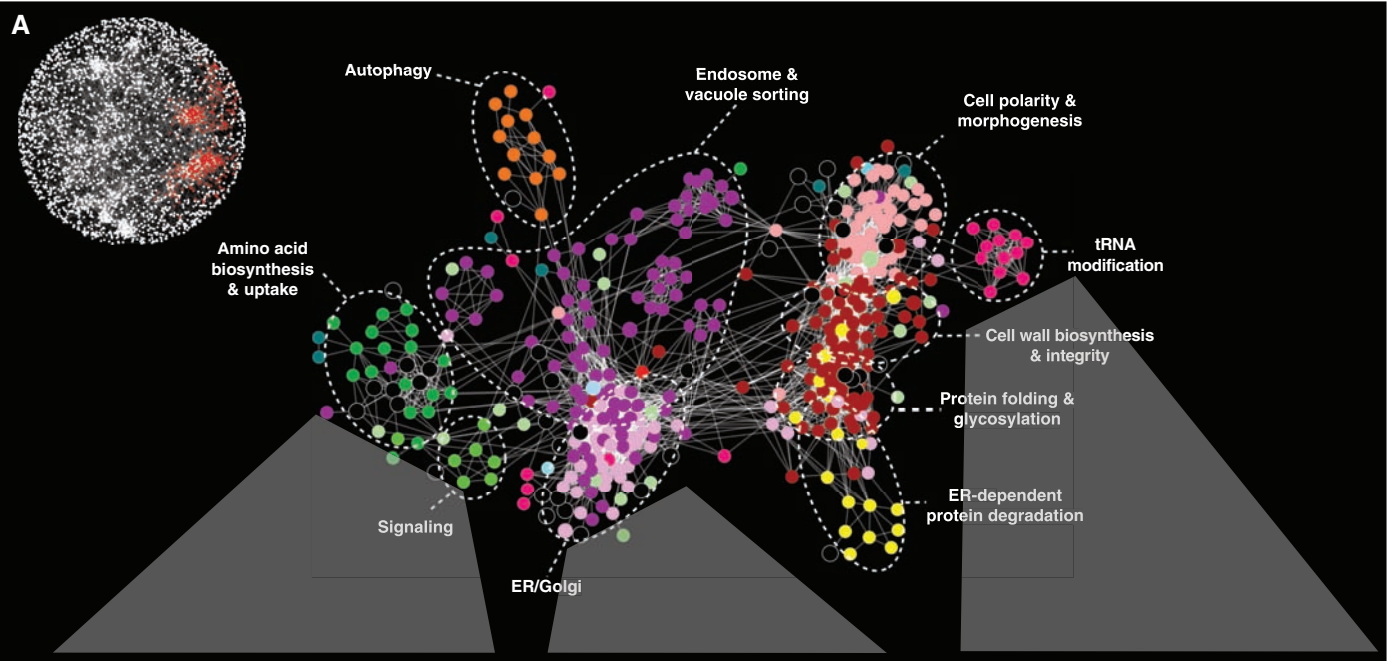 A
Autophagy
Endosome &
vacuole sorting
Cell polarity &
morphogenesis
Amino acid
biosynthesis
& uptake
tRNA
modification
Cell wall biosynthesis
& integrity
Protein folding &
glycosylation
ER-dependent
protein degradation
Signaling
ER/Golgi